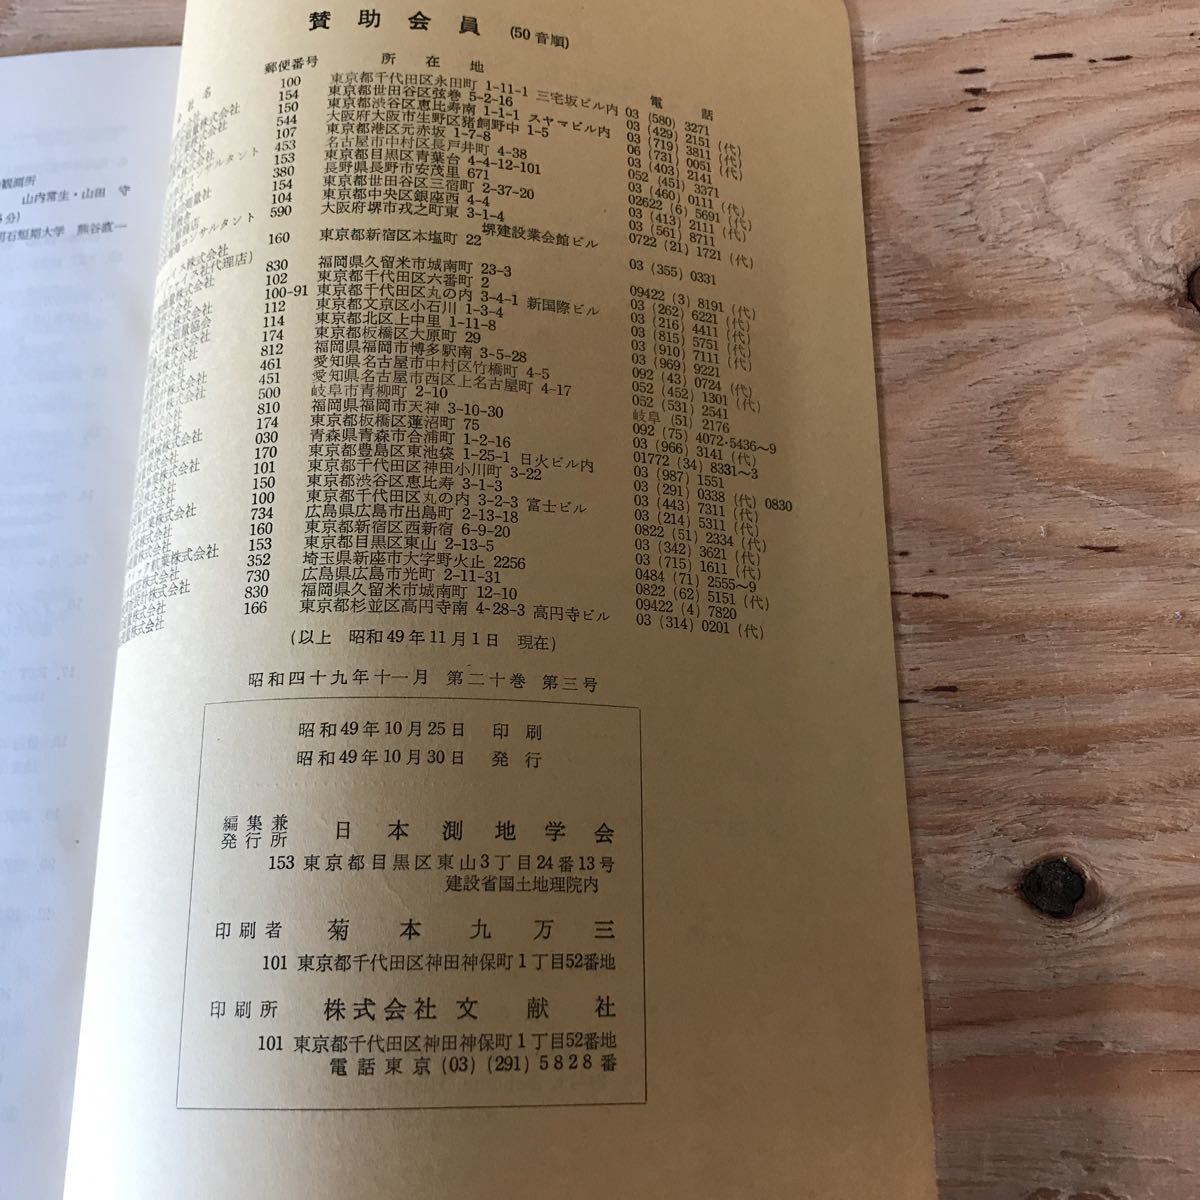 賛助会員 (50音順)
社名 郵便番号 所在地 電話
100 東京都千代田区永田町 1-11-1 三宅坂ビル内 03 (580) 3271
154 東京都世田谷区弦巻 5-2-16 03 (429) 2151 (代)
150 東京都渋谷区恵比寿南 1-1-1 スヤマビル内 03 (719) 3811 (代)
544 大阪府大阪市生野区猪飼野中 1-5 06 (731) 0051 (代)
107 東京都港区元赤坂 1-7-8 03 (403) 2141
453 名古屋市中村区長戸井町 4-38 052 (451) 3371
153 東京都目黒区青葉台 4-4-12-101 03 (460) 0111 (代)
380 長野県長野市安茂里 671 02622 (6) 5691 (代)
154 東京都世田谷区三宿町 2-37-20 03 (413) 2111 (代)
104 東京都中央区銀座西 4-4 03 (561) 8711
590 大阪府堺市戎之町東 3-1-4 堺建設業会館ビル 0722 (21) 1721 (代)
160 東京都新宿区本塩町 22 03 (355) 0331
830 福岡県久留米市城南町 23-3 09422 (3) 8191 (代)
102 東京都千代田区六番町 2 03 (262) 6221 (代)
100-91 東京都千代田区丸の内 3-4-1 新国際ビル 03 (216) 4411 (代)
112 東京都文京区小石川 1-3-4 03 (815) 5751 (代)
114 東京都北区上中里 1-11-8 03 (910) 7111 (代)
174 東京都板橋区大原町 29 03 (969) 9221
812 福岡県福岡市博多駅南 3-5-28 092 (43) 0724 (代)
461 愛知県名古屋市中村区竹橋町 4-5 052 (452) 1301 (代)
451 愛知県名古屋市西区上名古屋町 4-17 052 (531) 2541
500 岐阜市青柳町 2-10 岐阜 (51) 2176
810 福岡県福岡市天神 3-10-30 092 (75) 4072・5436～9
174 東京都板橋区蓮沼町 75 03 (966) 3141 (代)
030 青森県青森市合浦町 1-2-16 01772 (34) 8331～3
170 東京都豊島区東池袋 1-25-1 日火ビル内 03 (987) 1551
101 東京都千代田区神田小川町 3-22 03 (291) 0338 (代) 0830
150 東京都渋谷区恵比寿 3-1-3 03 (443) 7311 (代)
100 東京都千代田区丸の内 3-2-3 富士ビル 03 (214) 5311 (代)
734 広島県広島市出島町 2-13-18 0822 (51) 2334 (代)
160 東京都新宿区西新宿 6-9-20 03 (342) 3621 (代)
153 東京都目黒区東山 2-13-5 03 (715) 1611 (代)
352 埼玉県新座市大字野火止 2256 0484 (71) 2555～9
730 広島県広島市光町 2-11-31 0822 (62) 5151 (代)
830 福岡県久留米市城南町 12-10 09422 (4) 7820
166 東京都杉並区高円寺南 4-28-3 高円寺ビル 03 (314) 0201 (代)
(以上 昭和49年11月1日 現在)
昭和四十九年十一月 第二十巻 第三号
昭和49年10月25日 印刷
昭和49年10月30日 発行
編集兼
発行所 日本測地学会
153 東京都目黒区東山3丁目24番13号
建設省国土地理院内
印刷者 菊本九万三
101 東京都千代田区神田神保町1丁目52番地
印刷所 株式会社文献社
101 東京都千代田区神田神保町1丁目52番地
電話東京 (03) (291) 5828番
観測所
山内常生・山田 守
分)
明石短期大学 熊谷直一